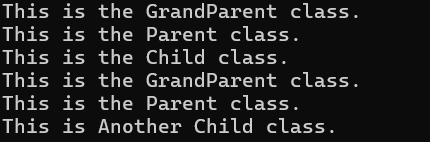 This is the GrandParent class.
This is the Parent class.
This is the Child class.
This is the GrandParent class.
This is the Parent class.
This is Another Child class.